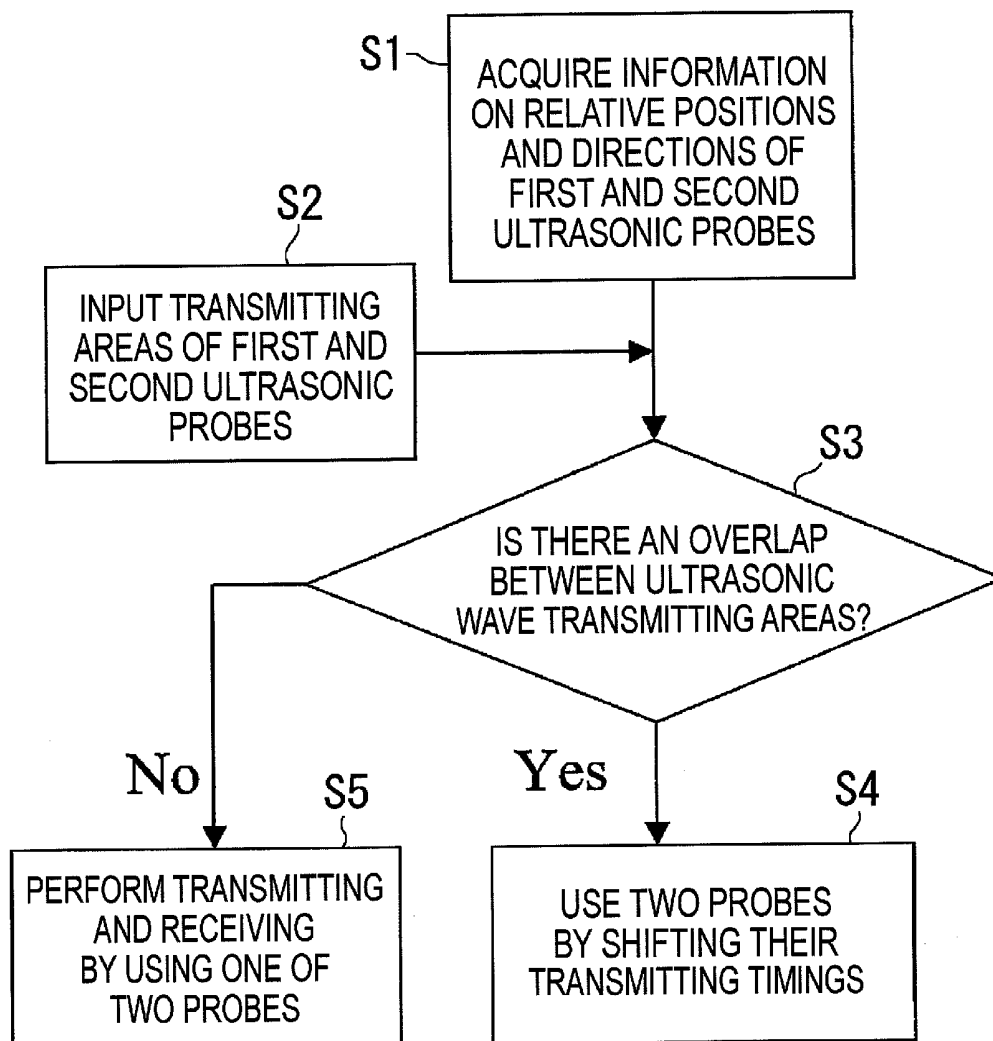 S1
ACQUIRE INFORMATION
ON RELATIVE POSITIONS
AND DIRECTIONS OF
FIRST AND SECOND
ULTRASONIC PROBES
S2
INPUT TRANSMITTING
AREAS OF FIRST AND
SECOND ULTRASONIC
PROBES
S3
IS THERE AN OVERLAP
BETWEEN ULTRASONIC
WAVE TRANSMITTING AREAS?
No
Yes
S5
PERFORM TRANSMITTING
AND RECEIVING
BY USING ONE OF
TWO PROBES
S4
USE TWO PROBES
BY SHIFTING THEIR
TRANSMITTING TIMINGS